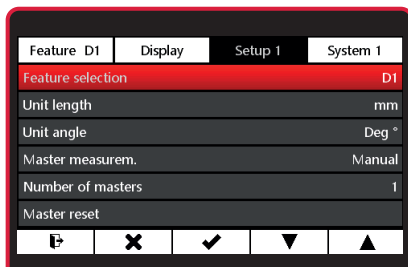 Feature D1 Display Setup 1 System 1
Feature selection D1
Unit length mm
Unit angle Deg °
Master measurem. Manual
Number of masters 1
Master reset